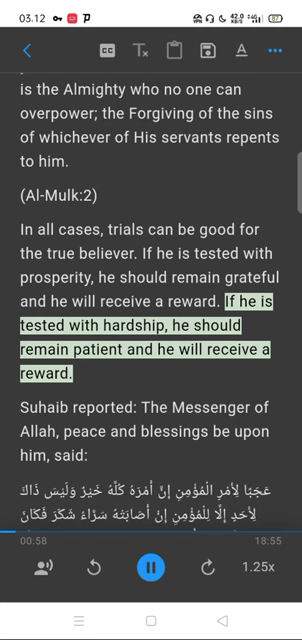 03.12
42.0 KB/S
4G
81
CC
is the Almighty who no one can
overpower; the Forgiving of the sins
of whichever of His servants repents
to him.
(Al-Mulk:2)
In all cases, trials can be good for
the true believer. If he is tested with
prosperity, he should remain grateful
and he will receive a reward. If he is
tested with hardship, he should
remain patient and he will receive a
reward.
Suhaib reported: The Messenger of
Allah, peace and blessings be upon
him, said:
عَجَبًا لِأَمْرِ الْمُؤْمِنِ إِنَّ أَمْرَهُ كُلَّهُ خَيْرٌ وَلَيْسَ ذَاكَ
لِأَحَدٍ إِلَّا لِلْمُؤْمِنِ إِنْ أَصَابَتْهُ سَرَّاءُ شَكَرَ فَكَانَ
00:58
18:55
1.25x